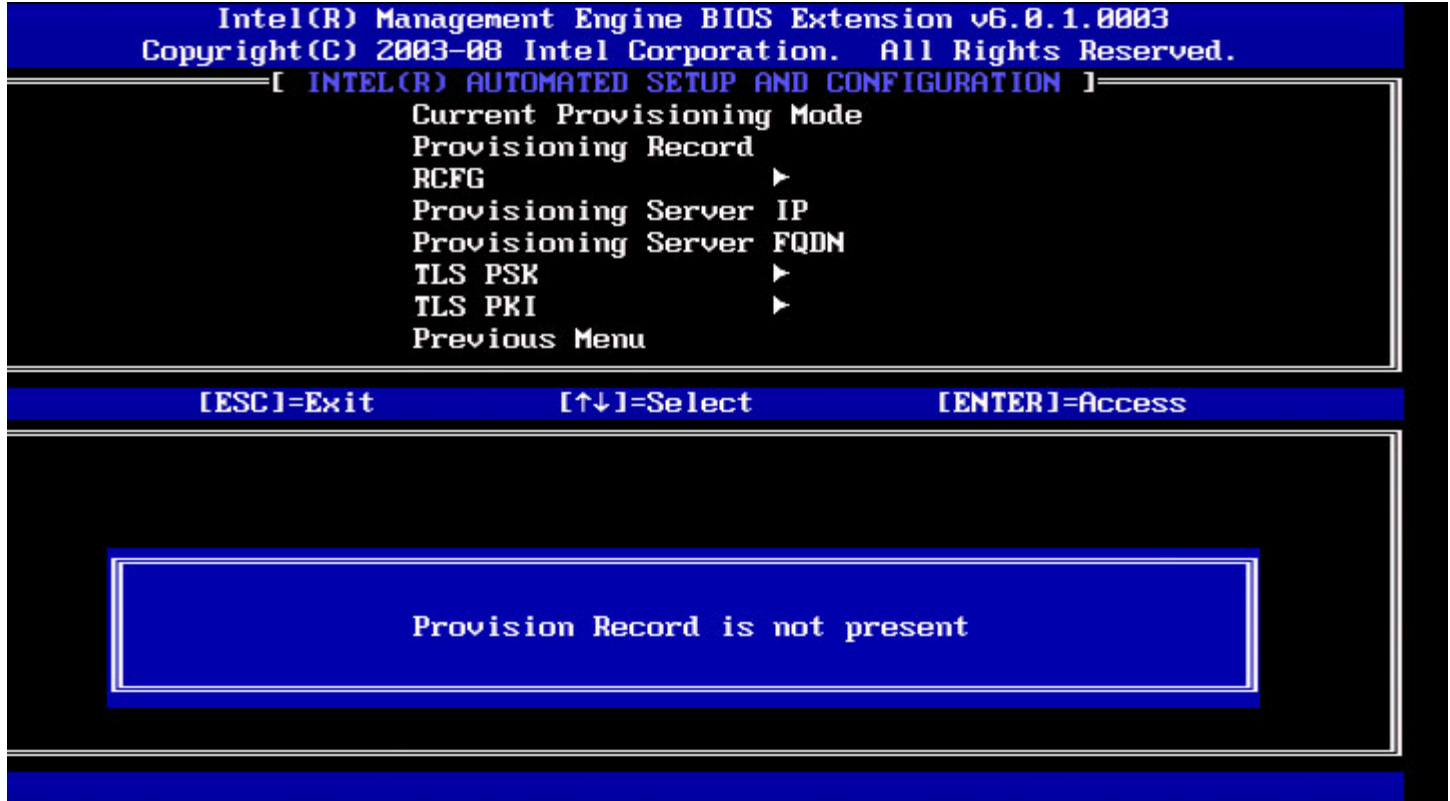 Intel(R) Management Engine BIOS Extension v6.0.1.0003
Copyright(C) 2003-08 Intel Corporation. All Rights Reserved.
[ INTEL(R) AUTOMATED SETUP AND CONFIGURATION ]
Current Provisioning Mode
Provisioning Record
RCFG ►
Provisioning Server IP
Provisioning Server FQDN
TLS PSK ►
TLS PKI ►
Previous Menu
[ESC]=Exit [↑↓]=Select [ENTER]=Access
Provision Record is not present